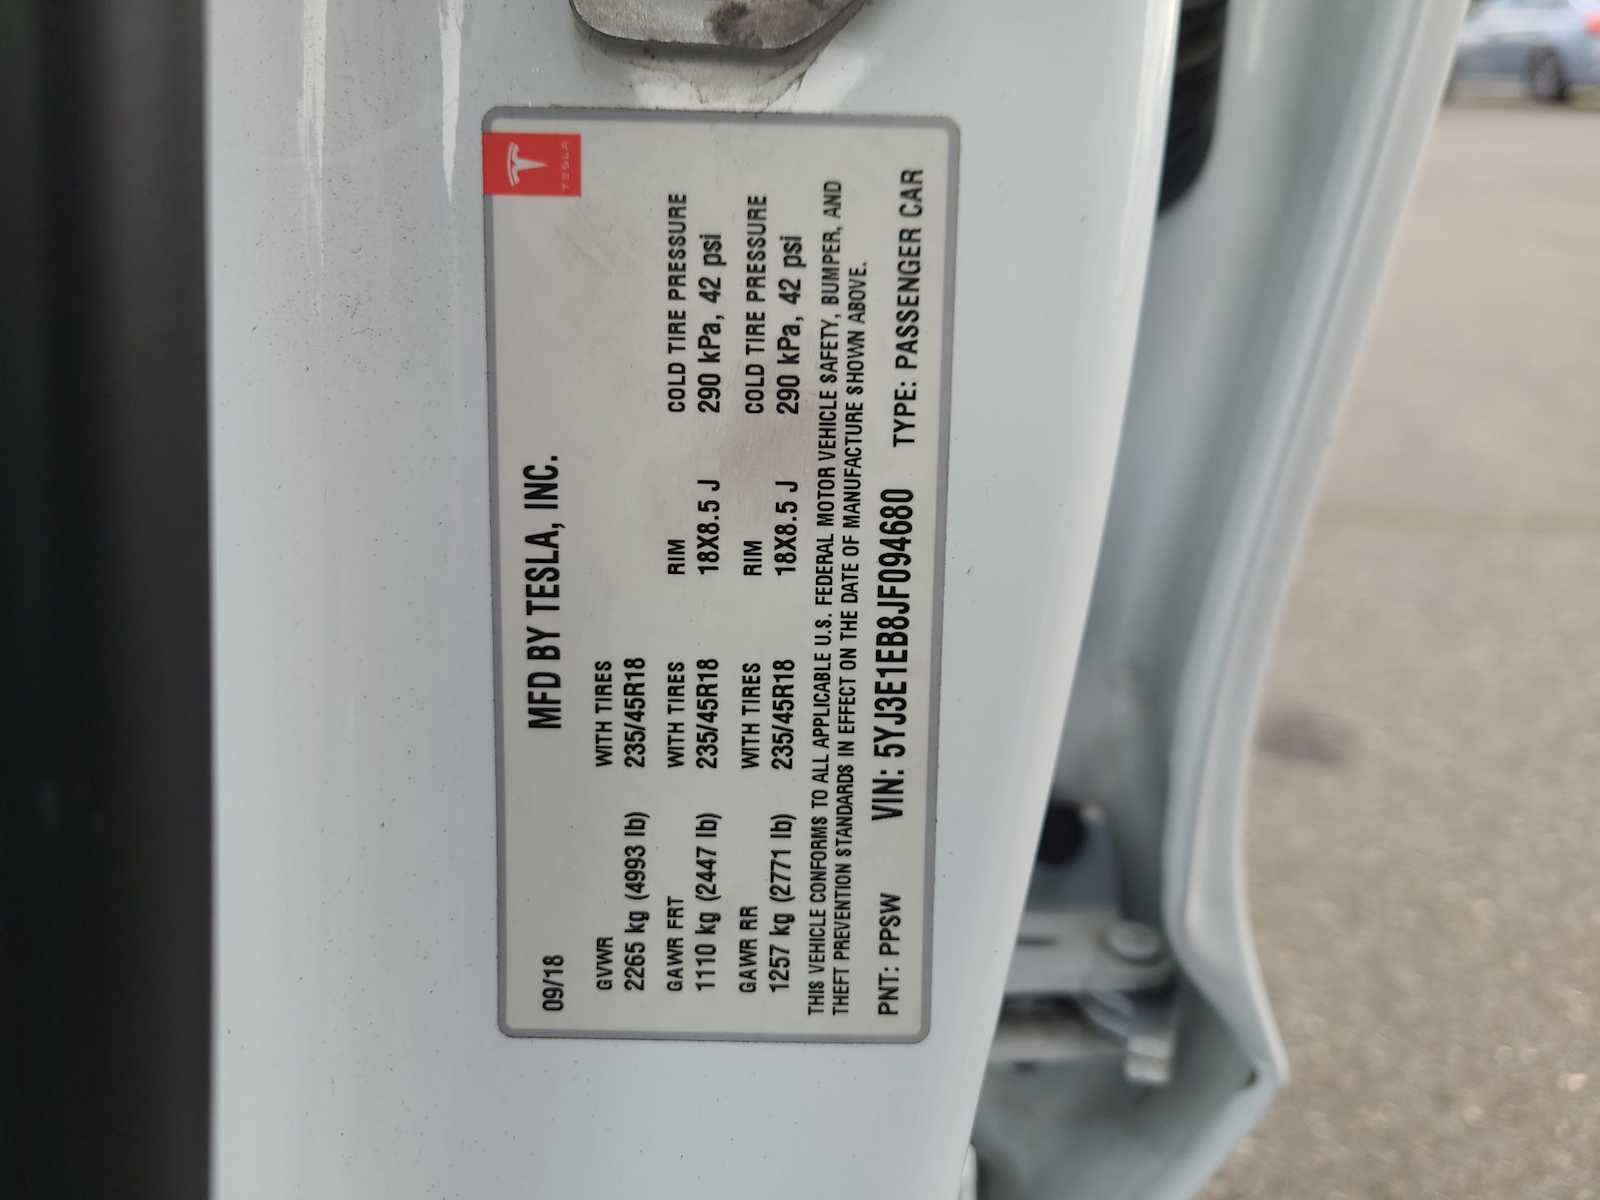 TESLA
MFD BY TESLA, INC.
09/18
GVWR WITH TIRES
2265 kg (4993 lb) 235/45R18
GAWR FRT WITH TIRES RIM COLD TIRE PRESSURE
1110 kg (2447 lb) 235/45R18 18X8.5 J 290 kPa, 42 psi
GAWR RR WITH TIRES RIM COLD TIRE PRESSURE
1257 kg (2771 lb) 235/45R18 18X8.5 J 290 kPa, 42 psi
THIS VEHICLE CONFORMS TO ALL APPLICABLE U.S. FEDERAL MOTOR VEHICLE SAFETY, BUMPER, AND
THEFT PREVENTION STANDARDS IN EFFECT ON THE DATE OF MANUFACTURE SHOWN ABOVE.
PNT: PPSW VIN: 5YJ3E1EB8JF094680 TYPE: PASSENGER CAR